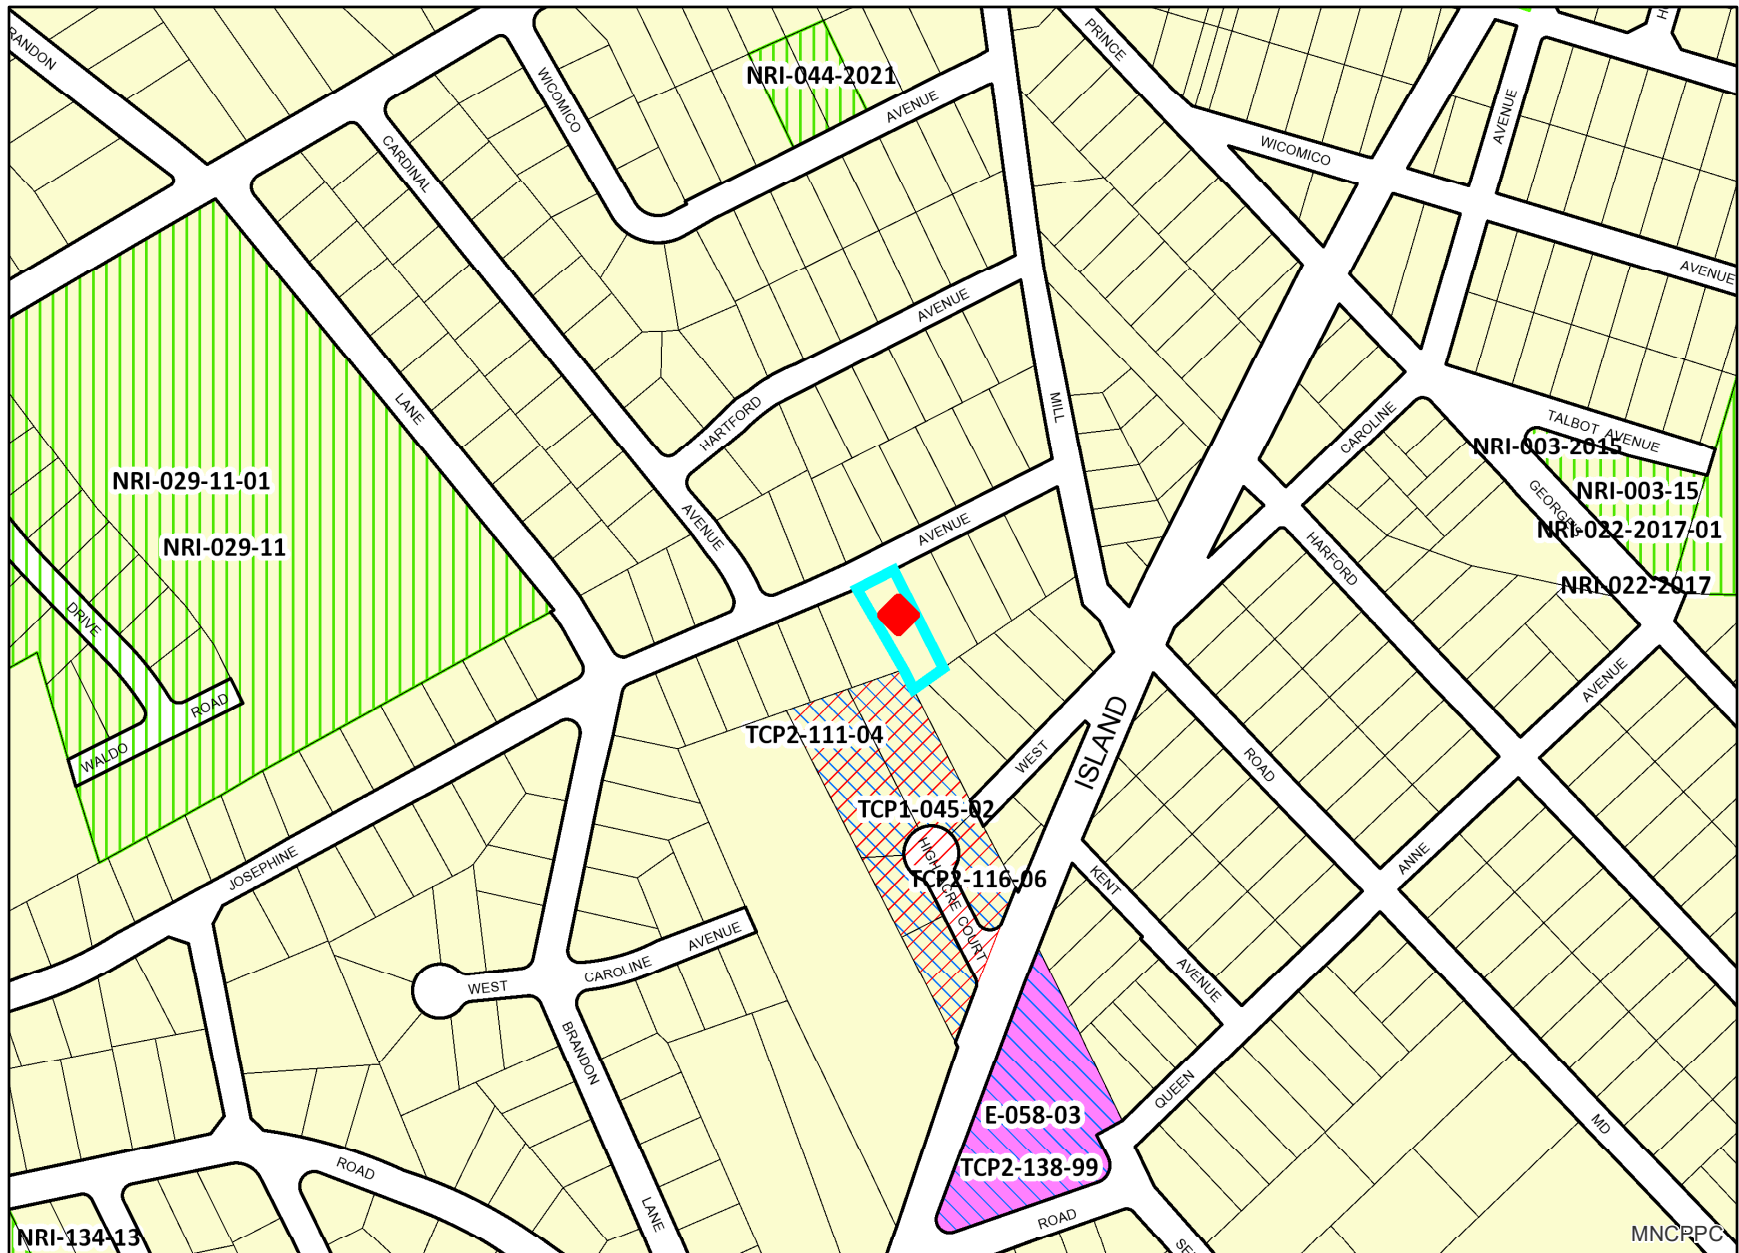 RANDON
PRINCE
WICOMICO
NRI-044-2021
AVENUE
AVENUE
CARDINAL
WICOMICO
AVENUE
AVENUE
LANE
HARTFORD
MILL
CAROLINE
TALBOT AVENUE
NRI-003-2015
NRI-029-11-01
NRI-003-15
GEORGES
AVENUE
AVENUE
NRI-022-2017-01
NRI-029-11
HARFORD
NRI-022-2017
DRIVE
AVENUE
ROAD
WALDO
TCP2-111-04
WEST
ISLAND
ROAD
TCP1-045-02
JOSEPHINE
HIGH ACRE COURT
TCP2-116-06
KENT
ANNE
AVENUE
CAROLINE
WEST
AVENUE
BRANDON
QUEEN
E-058-03
MD
ROAD
TCP2-138-99
LANE
ROAD
NRI-134-13
MNCPPC